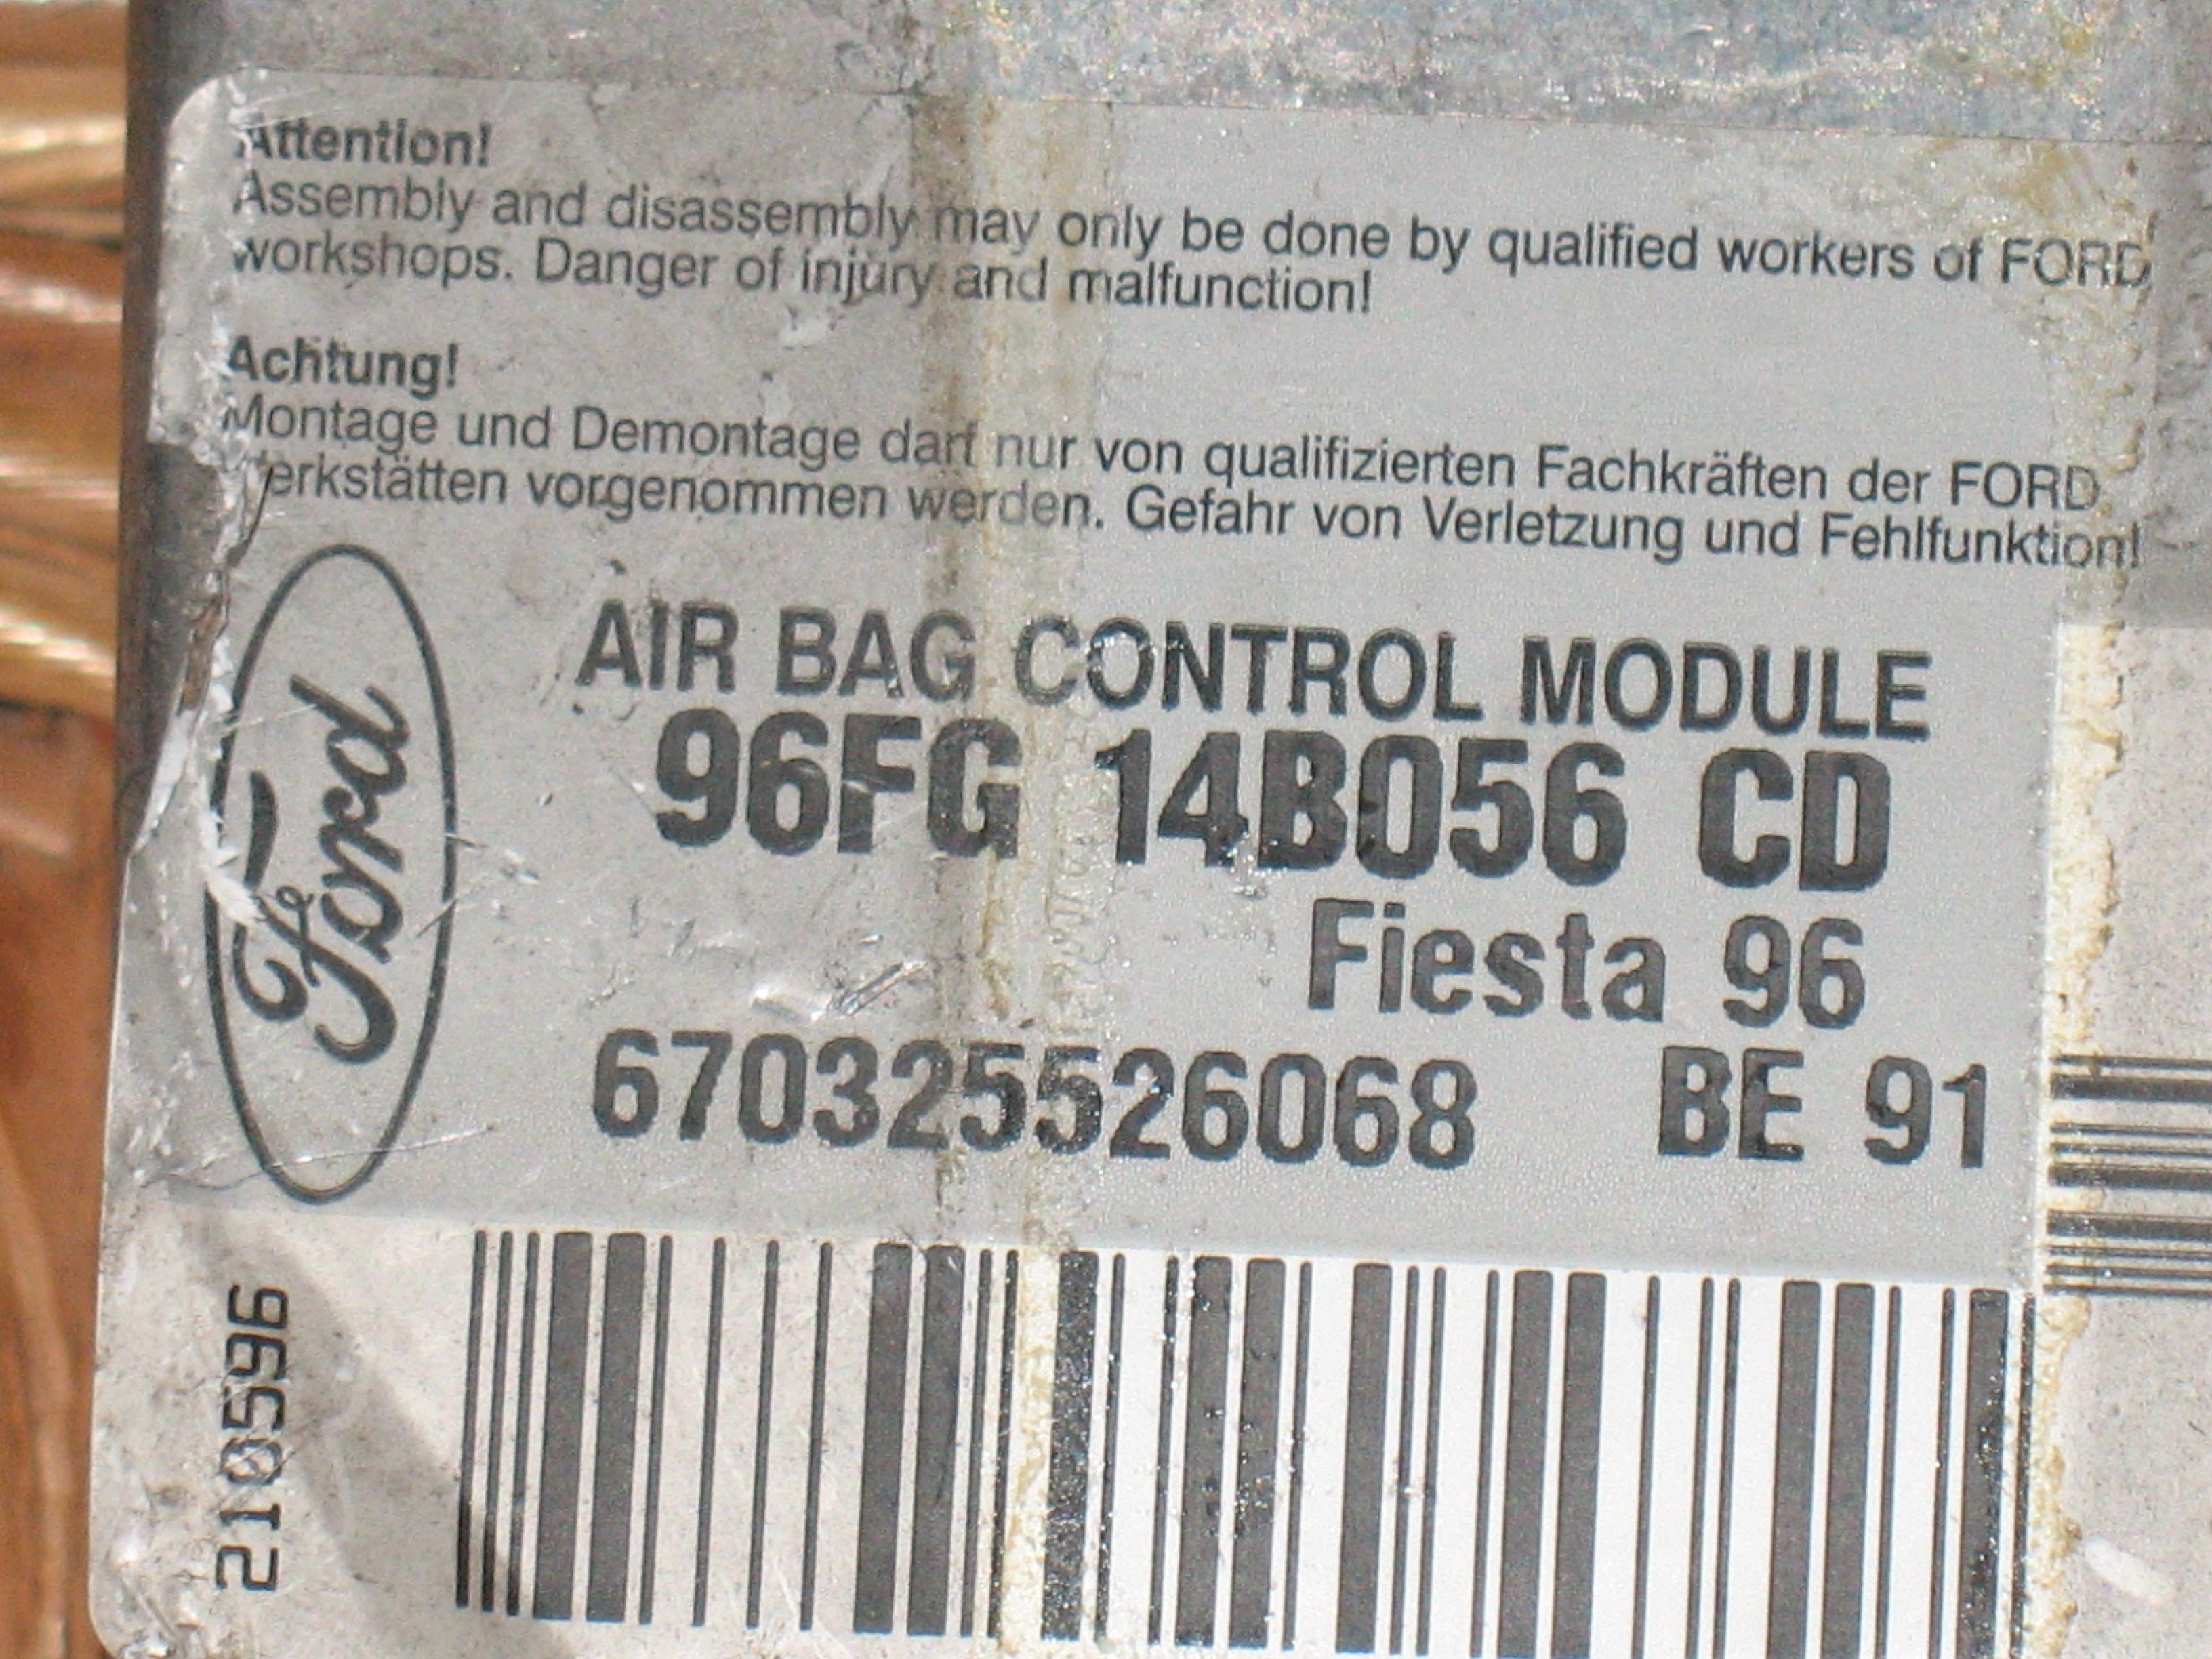 Attention!
Assembly and disassembly may only be done by qualified workers of FORD
workshops. Danger of injury and malfunction!
Achtung!
Montage und Demontage darf nur von qualifizierten Fachkräften der FORD
Werkstätten vorgenommen werden. Gefahr von Verletzung und Fehlfunktion!
Ford
AIR BAG CONTROL MODULE
96FG 14B056 CD
Fiesta 96
670325526068 BE 91
210596